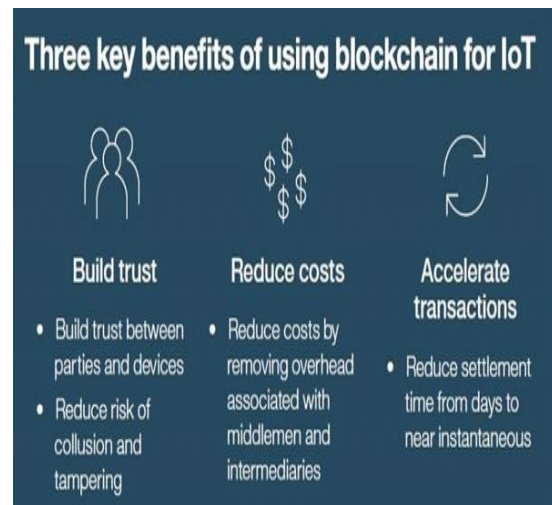 Three key benefits of using blockchain for IoT
$
$
$
$
Build trust
• Build trust between
parties and devices
• Reduce risk of
collusion and
tampering
Reduce costs
• Reduce costs by
removing overhead
associated with
middlemen and
intermediaries
Accelerate
transactions
• Reduce settlement
time from days to
near instantaneous